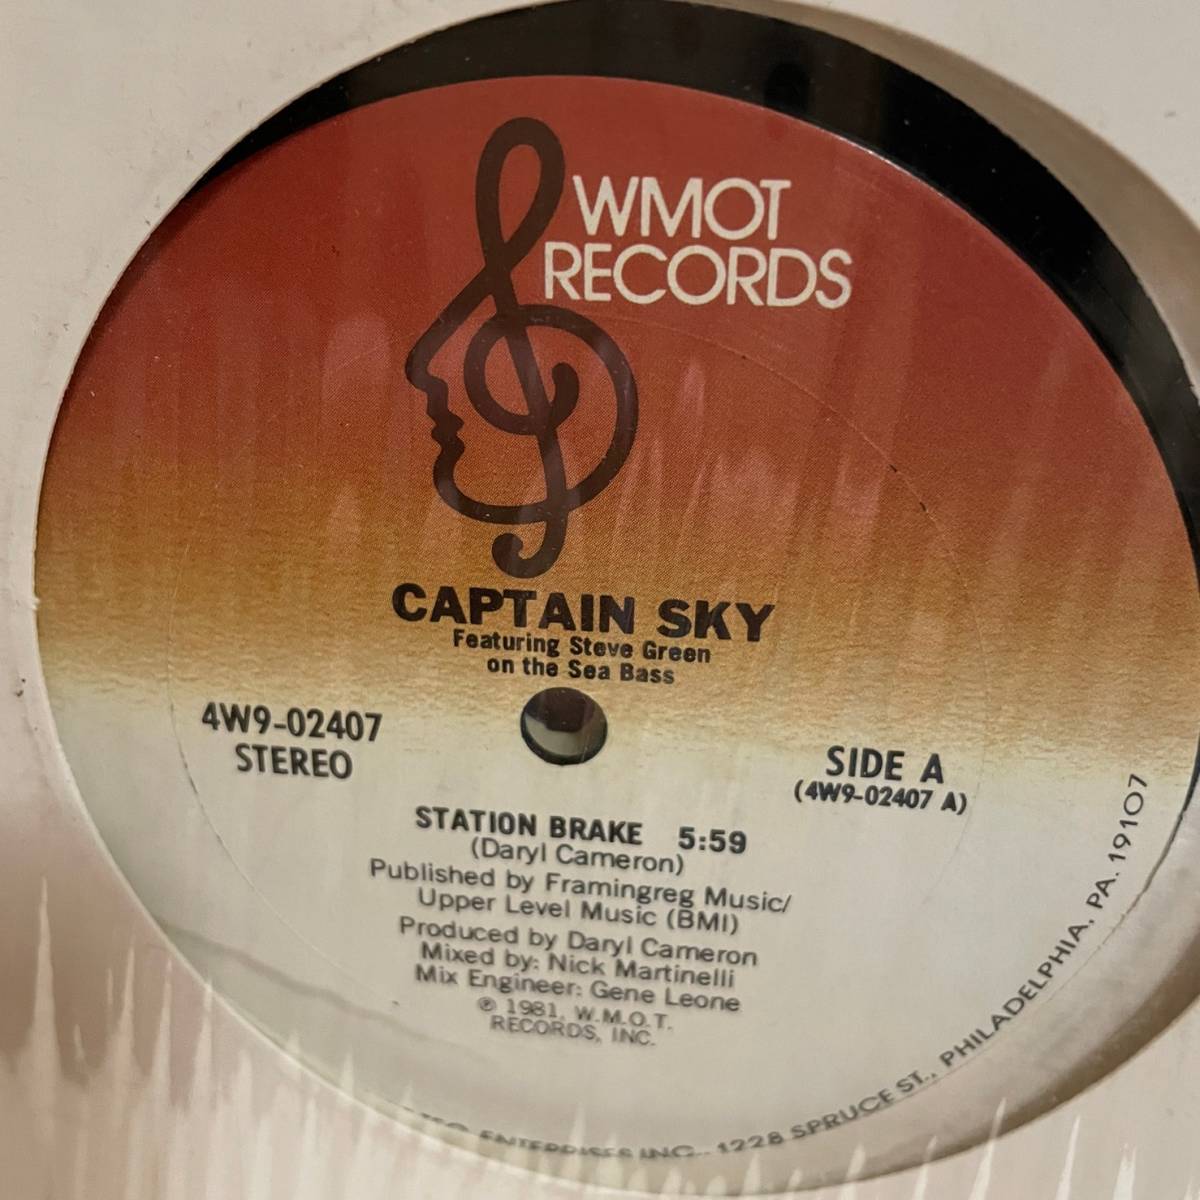 WMOT
RECORDS
CAPTAIN SKY
Featuring Steve Green
on the Sea Bass
4W9-02407
STEREO
SIDE A
(4W9-02407 A)
STATION BRAKE 5:59
(Daryl Cameron)
Published by Framingreg Music/
Upper Level Music (BMI)
Produced by Daryl Cameron
Mixed by: Nick Martinelli
Mix Engineer: Gene Leone
℗ 1981, W.M.O.T.
RECORDS, INC.
ENTERPRISES INC., 1228 SPRUCE ST., PHILADELPHIA, PA. 19107